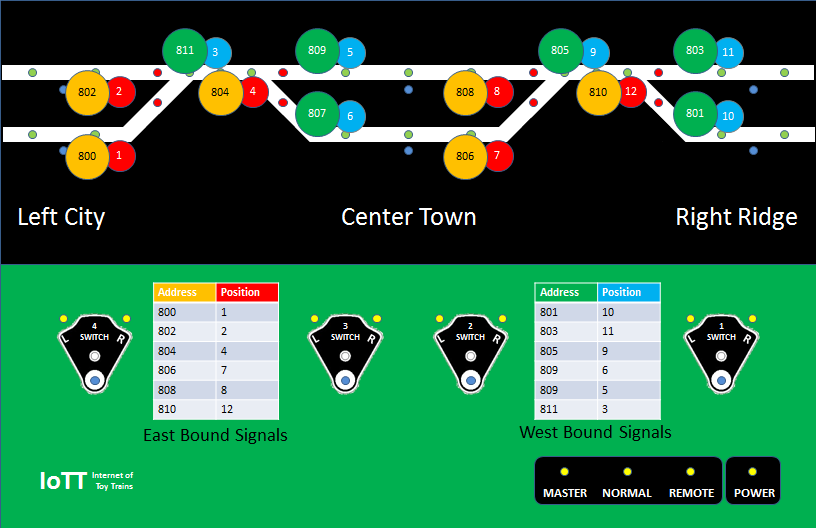 811 3 809 5 805 9 803 11
802 2 804 4 808 8 810 12
807 6 801 10
800 1 806 7
Left City Center Town Right Ridge
Address Position
800 1
802 2
804 4
806 7
808 8
810 12
East Bound Signals
Address Position
801 10
803 11
805 9
807 6
809 5
811 3
West Bound Signals
4
L SWITCH R
3
L SWITCH R
2
L SWITCH R
1
L SWITCH R
IoTT Internet of
Toy Trains
MASTER NORMAL REMOTE POWER